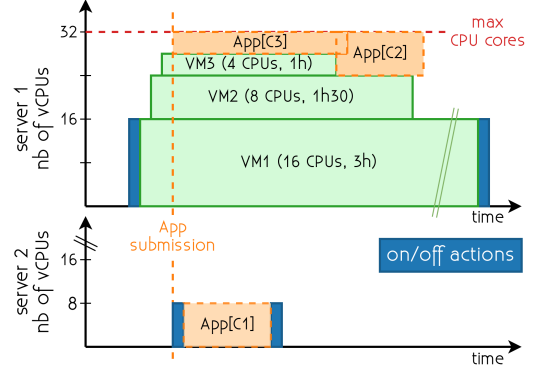 max
CPU cores
32
App[C3]
App[C2]
VM3 (4 CPUs, 1h)
VM2 (8 CPUs, 1h30)
16
VM1 (16 CPUs, 3h)
server 1
nb of vCPUs
time
App
submission
on/off actions
server 2
nb of vCPUs
16
8
App[C1]
time